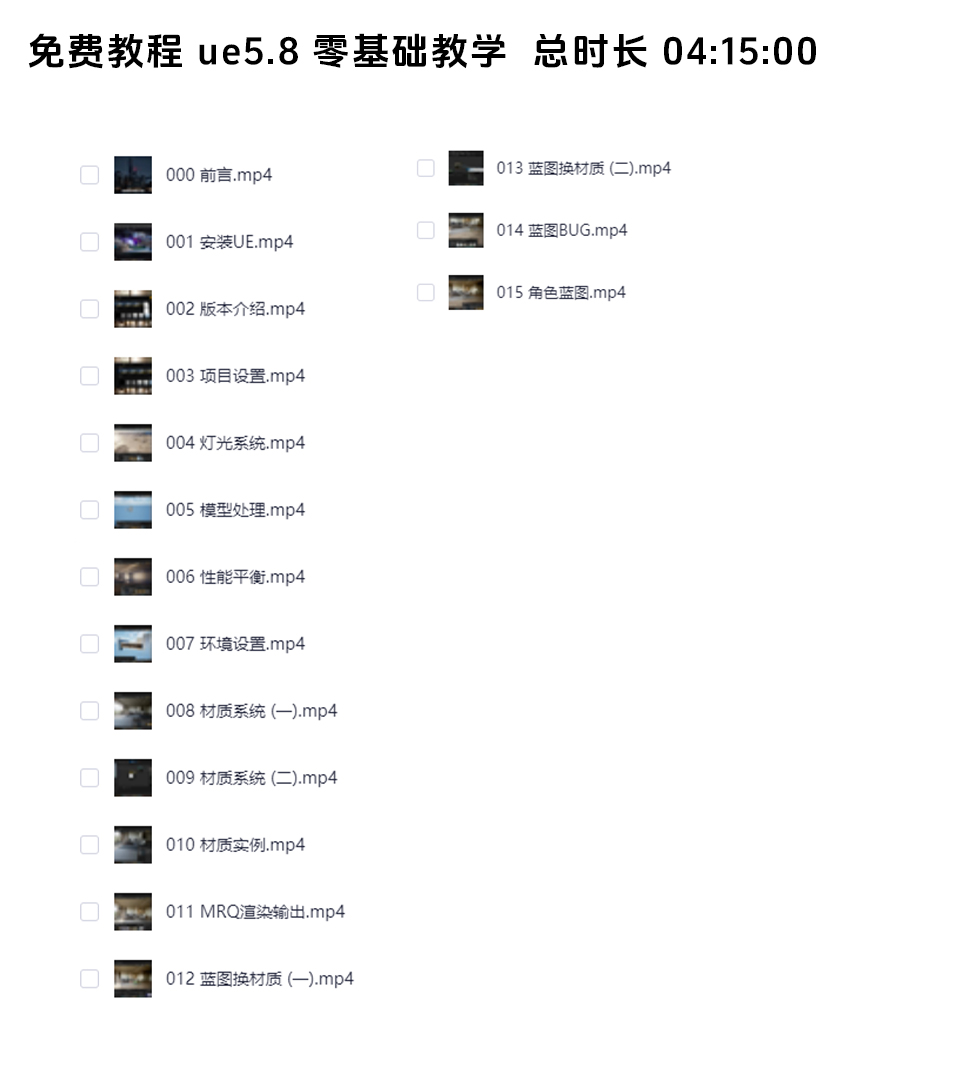 免费教程 ue5.8 零基础教学 总时长 04:15:00
000 前言.mp4
001 安装UE.mp4
002 版本介绍.mp4
003 项目设置.mp4
004 灯光系统.mp4
005 模型处理.mp4
006 性能平衡.mp4
007 环境设置.mp4
008 材质系统 (一).mp4
009 材质系统 (二).mp4
010 材质实例.mp4
011 MRQ渲染输出.mp4
012 蓝图换材质 (一).mp4
013 蓝图换材质 (二).mp4
014 蓝图BUG.mp4
015 角色蓝图.mp4